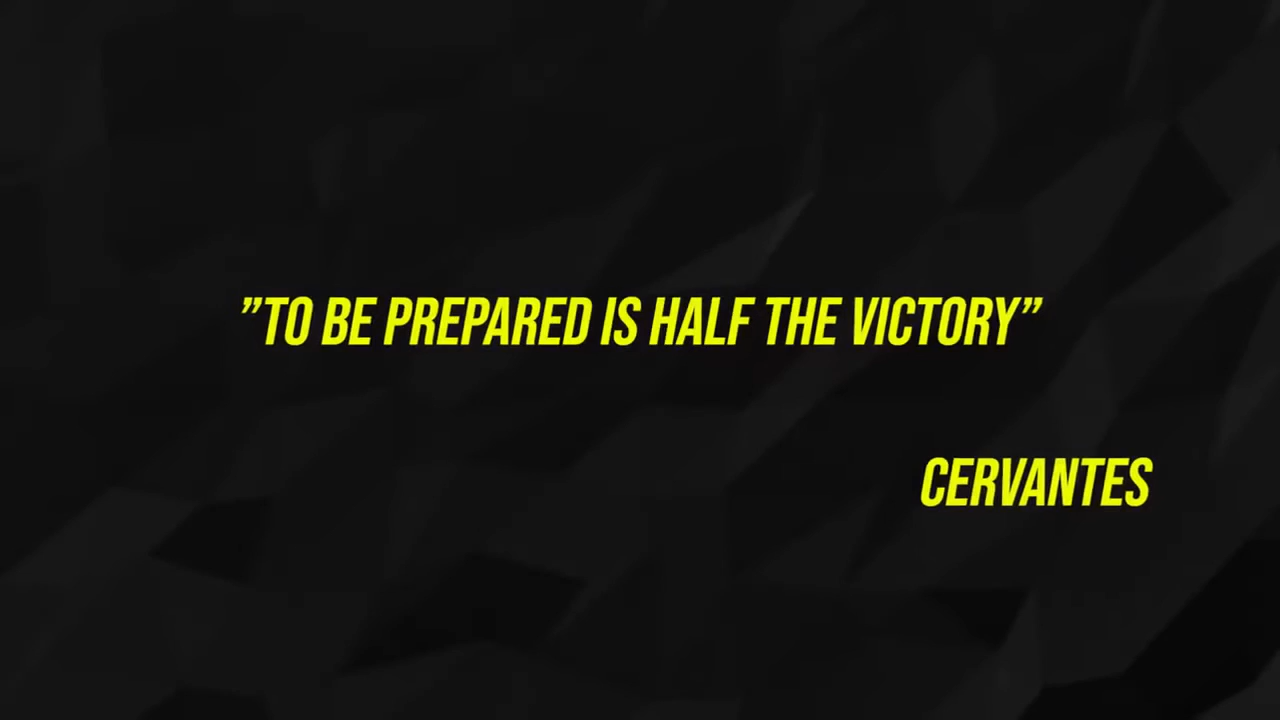 ”TO BE PREPARED IS HALF THE VICTORY”
CERVANTES